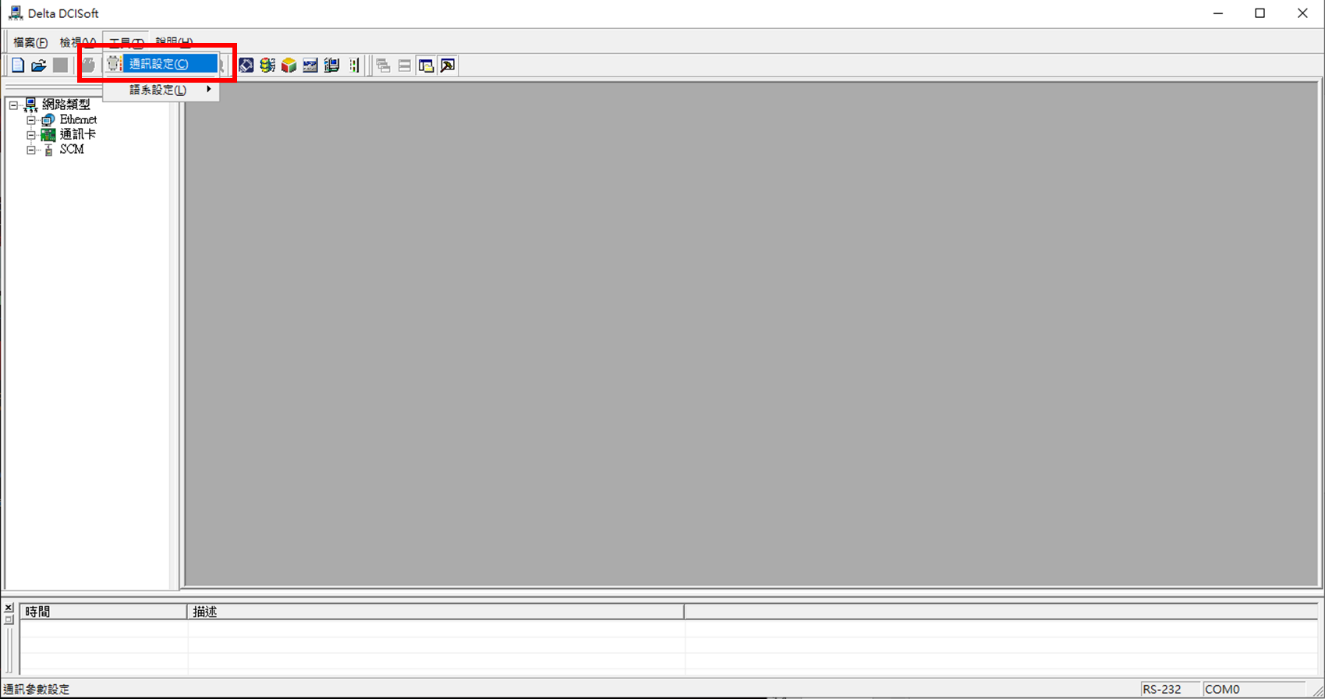 Delta DCISoft
檔案(F) 檢視(V) 工具(T) 說明(H)
通訊設定(C)
語系設定(L)
網路類型
Ethernet
通訊卡
SCM
時間 描述
通訊參數設定 RS-232 COM0